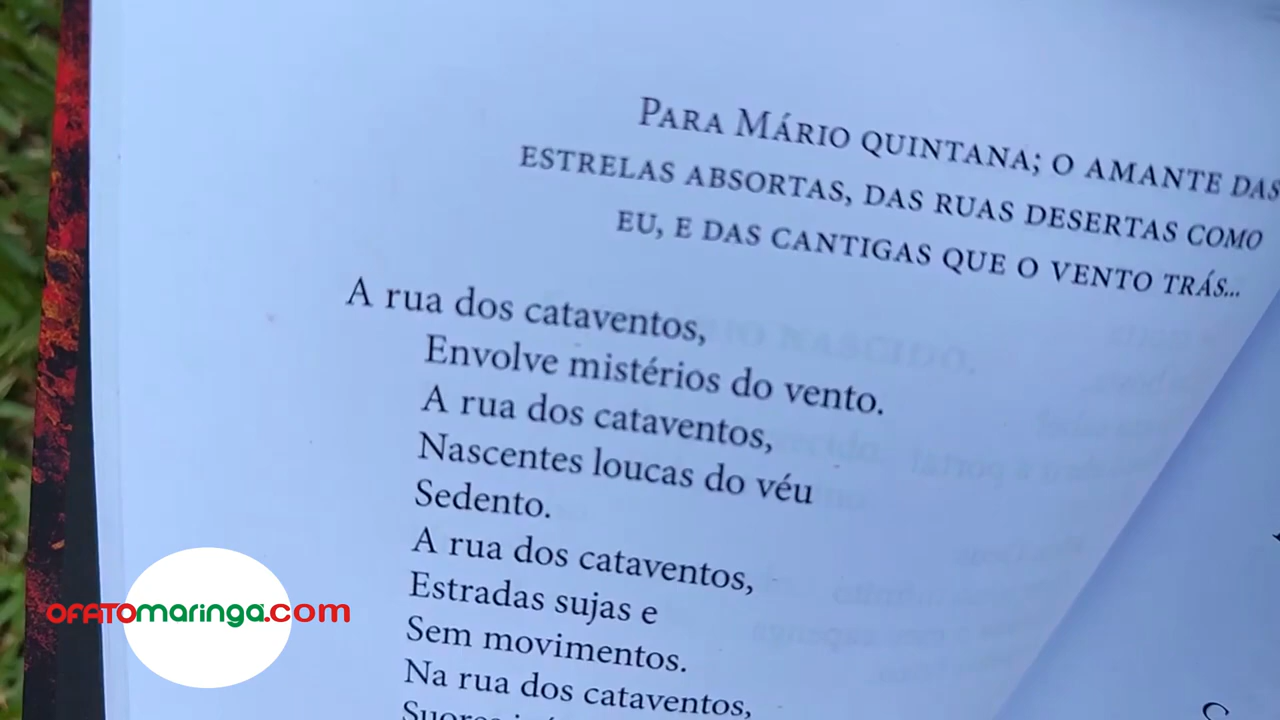 PARA MÁRIO QUINTANA; O AMANTE DAS
ESTRELAS ABSORTAS, DAS RUAS DESERTAS COMO
EU, E DAS CANTIGAS QUE O VENTO TRÁS...
A rua dos cataventos,
Envolve mistérios do vento.
A rua dos cataventos,
Nascentes loucas do véu
Sedento.
A rua dos cataventos,
Estradas sujas e
Sem movimentos.
Na rua dos cataventos,
OFATOmaringá.com